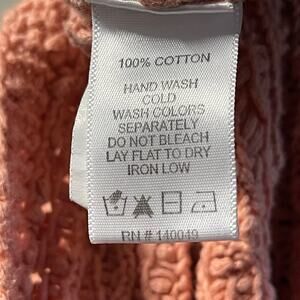 100% COTTON
HAND WASH
COLD
WASH COLORS
SEPARATELY
DO NOT BLEACH
LAY FLAT TO DRY
IRON LOW
RN # 140049